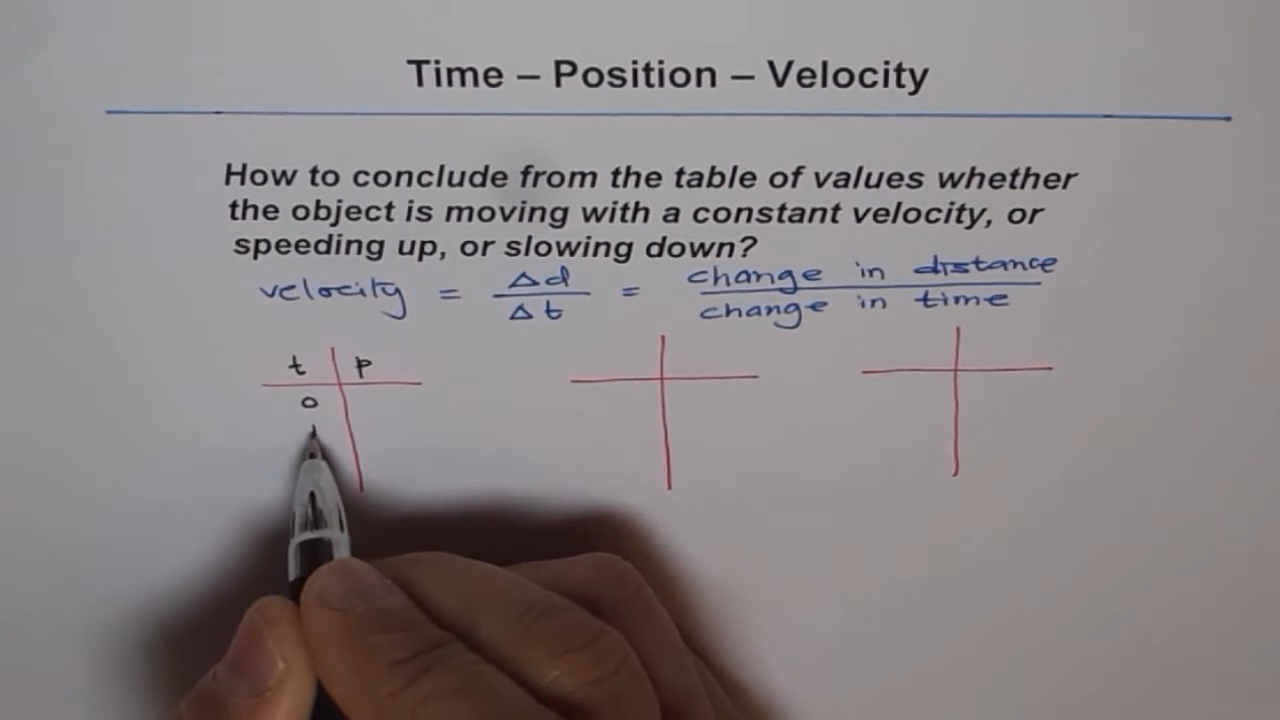 Time – Position – Velocity
How to conclude from the table of values whether
the object is moving with a constant velocity, or
speeding up, or slowing down?
velocity = Δd / Δt = change in distance / change in time
t p
0